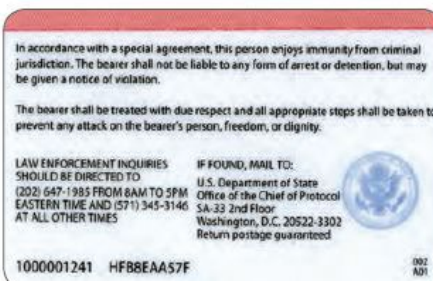 In accordance with a special agreement, this person enjoys immunity from criminal
jurisdiction. The bearer shall not be liable to any form of arrest or detention, but may
be given a notice of violation.
The bearer shall be treated with due respect and all appropriate steps shall be taken to
prevent any attack on the bearer's person, freedom, or dignity.
LAW ENFORCEMENT INQUIRIES
SHOULD BE DIRECTED TO
(202) 647-1985 FROM 8AM TO 5PM
EASTERN TIME AND (571) 345-3146
AT ALL OTHER TIMES
IF FOUND, MAIL TO:
U.S. Department of State
Office of the Chief of Protocol
SA-33 2nd Floor
Washington, D.C. 20522-3302
Return postage guaranteed
1000001241 HFB8EAA57F
002
A01